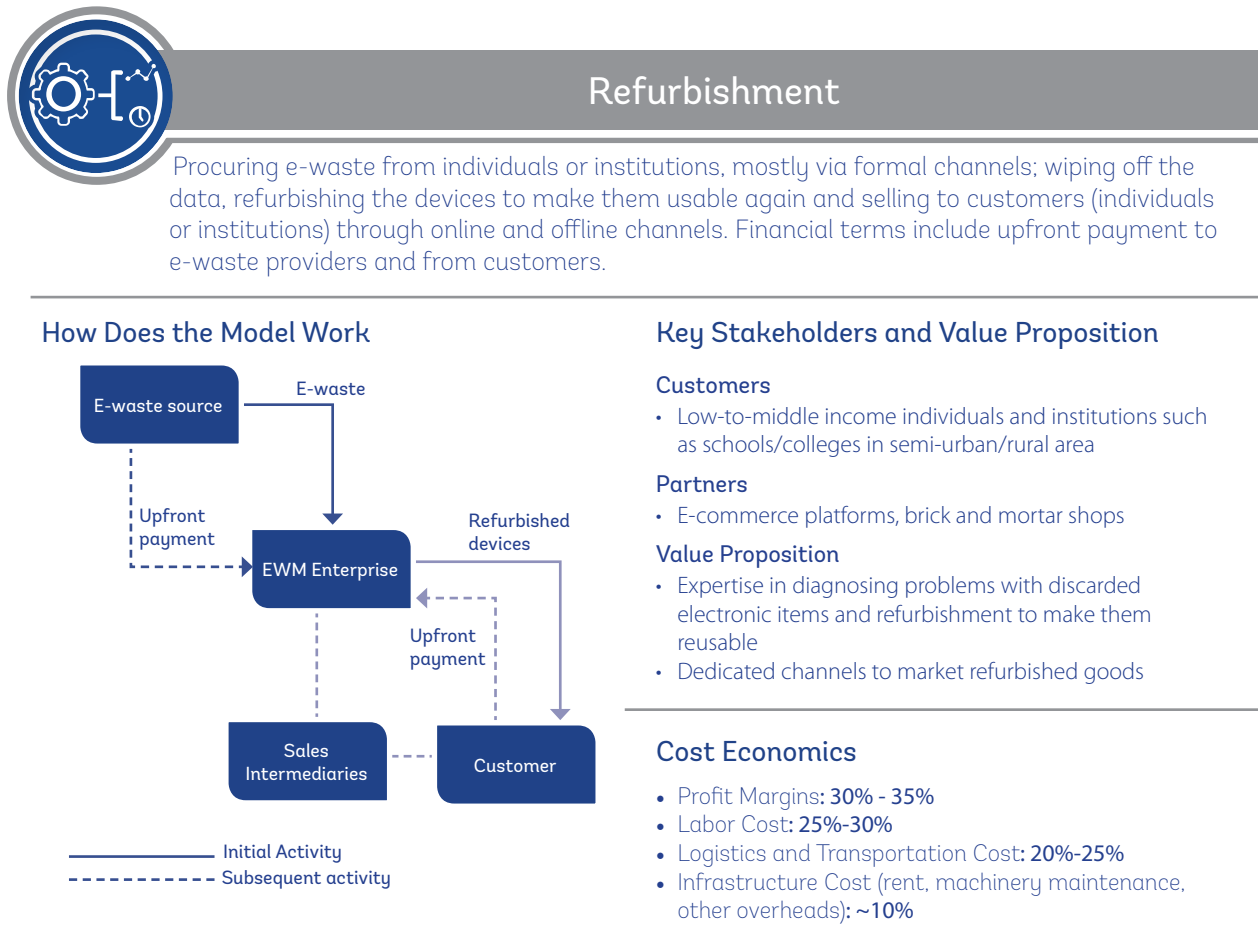 Refurbishment
Procuring e-waste from individuals or institutions, mostly via formal channels; wiping off the
data, refurbishing the devices to make them usable again and selling to customers (individuals
or institutions) through online and offline channels. Financial terms include upfront payment to
e-waste providers and from customers.
How Does the Model Work
E-waste source
E-waste
Upfront
payment
EWM Enterprise
Refurbished
devices
Upfront
payment
Sales
Intermediaries
Customer
Initial Activity
Subsequent activity
Key Stakeholders and Value Proposition
Customers
• Low-to-middle income individuals and institutions such
as schools/colleges in semi-urban/rural area
Partners
• E-commerce platforms, brick and mortar shops
Value Proposition
• Expertise in diagnosing problems with discarded
electronic items and refurbishment to make them
reusable
• Dedicated channels to market refurbished goods
Cost Economics
• Profit Margins: 30% - 35%
• Labor Cost: 25%-30%
• Logistics and Transportation Cost: 20%-25%
• Infrastructure Cost (rent, machinery maintenance,
other overheads): ~10%